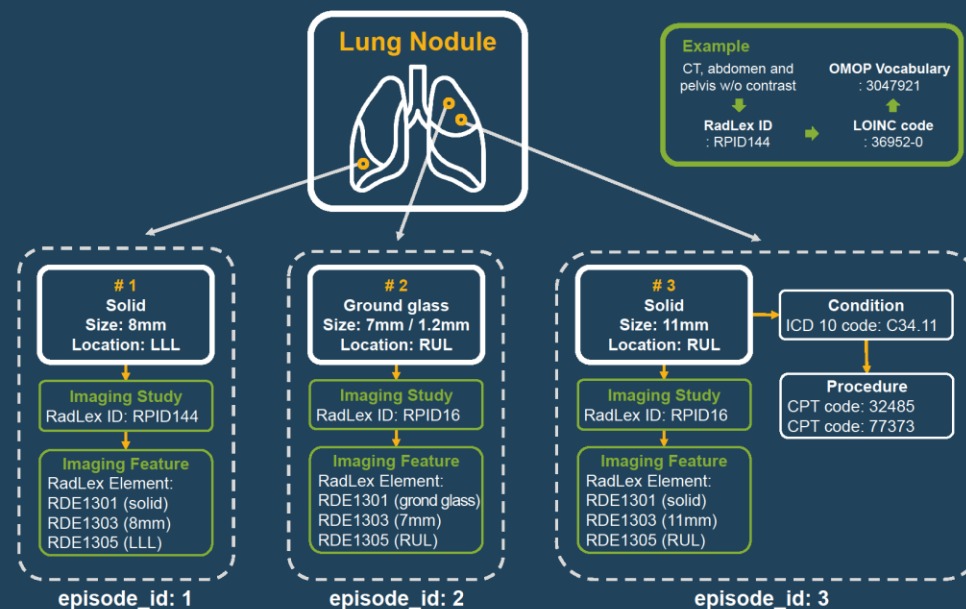 Lung Nodule
Example
CT, abdomen and
pelvis w/o contrast
RadLex ID
: RPID144
LOINC code
: 36952-0
OMOP Vocabulary
: 3047921
# 1
Solid
Size: 8mm
Location: LLL
Imaging Study
RadLex ID: RPID144
Imaging Feature
RadLex Element:
RDE1301 (solid)
RDE1303 (8mm)
RDE1305 (LLL)
episode_id: 1
# 2
Ground glass
Size: 7mm / 1.2mm
Location: RUL
Imaging Study
RadLex ID: RPID16
Imaging Feature
RadLex Element:
RDE1301 (grond glass)
RDE1303 (7mm)
RDE1305 (RUL)
episode_id: 2
# 3
Solid
Size: 11mm
Location: RUL
Imaging Study
RadLex ID: RPID16
Imaging Feature
RadLex Element:
RDE1301 (solid)
RDE1303 (11mm)
RDE1305 (RUL)
Condition
ICD 10 code: C34.11
Procedure
CPT code: 32485
CPT code: 77373
episode_id: 3